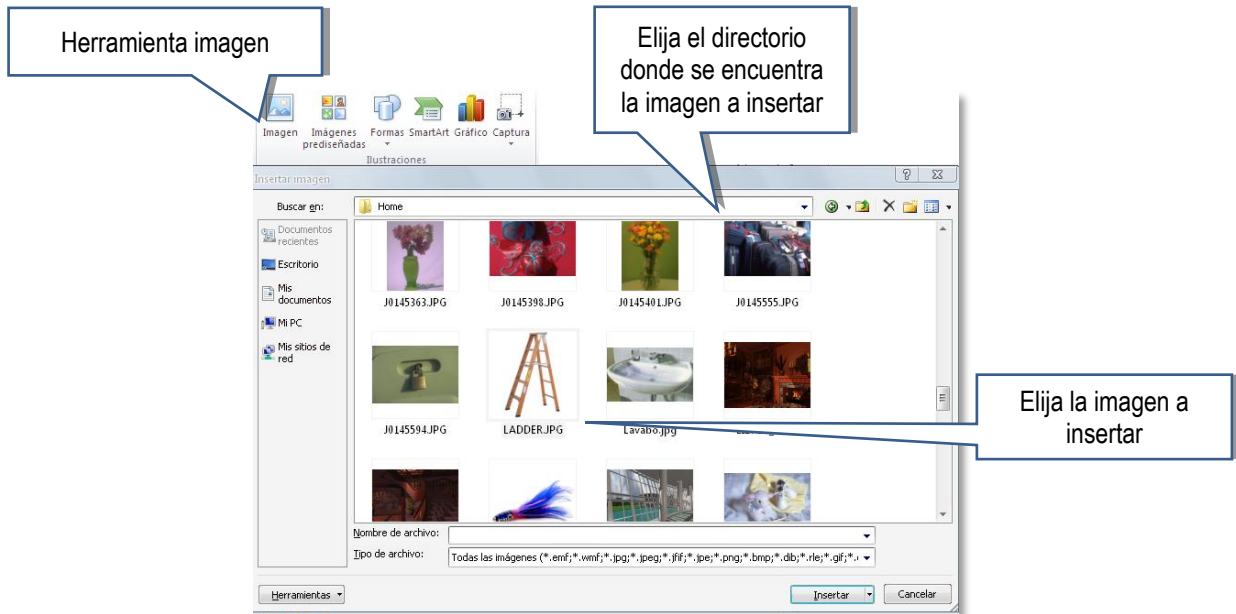 Herramienta imagen
Elija el directorio
donde se encuentra
la imagen a insertar
Imagen Imágenes prediseñadas Formas SmartArt Gráfico Captura
Ilustraciones
Insertar imagen
Buscar en: Home
Documentos
recientes
Escritorio
Mis
documentos
Mi PC
Mis sitios de
red
J0145363.JPG J0145398.JPG J0145401.JPG J0145555.JPG
J0145594.JPG LADDER.JPG Lavabo.jpg
Elija la imagen a
insertar
Nombre de archivo:
Tipo de archivo: Todas las imágenes (*.emf;*.wmf;*.jpg;*.jpeg;*.jfif;*.jpe;*.png;*.bmp;*.dib;*.rle;*.gif;*.
Herramientas Insertar Cancelar